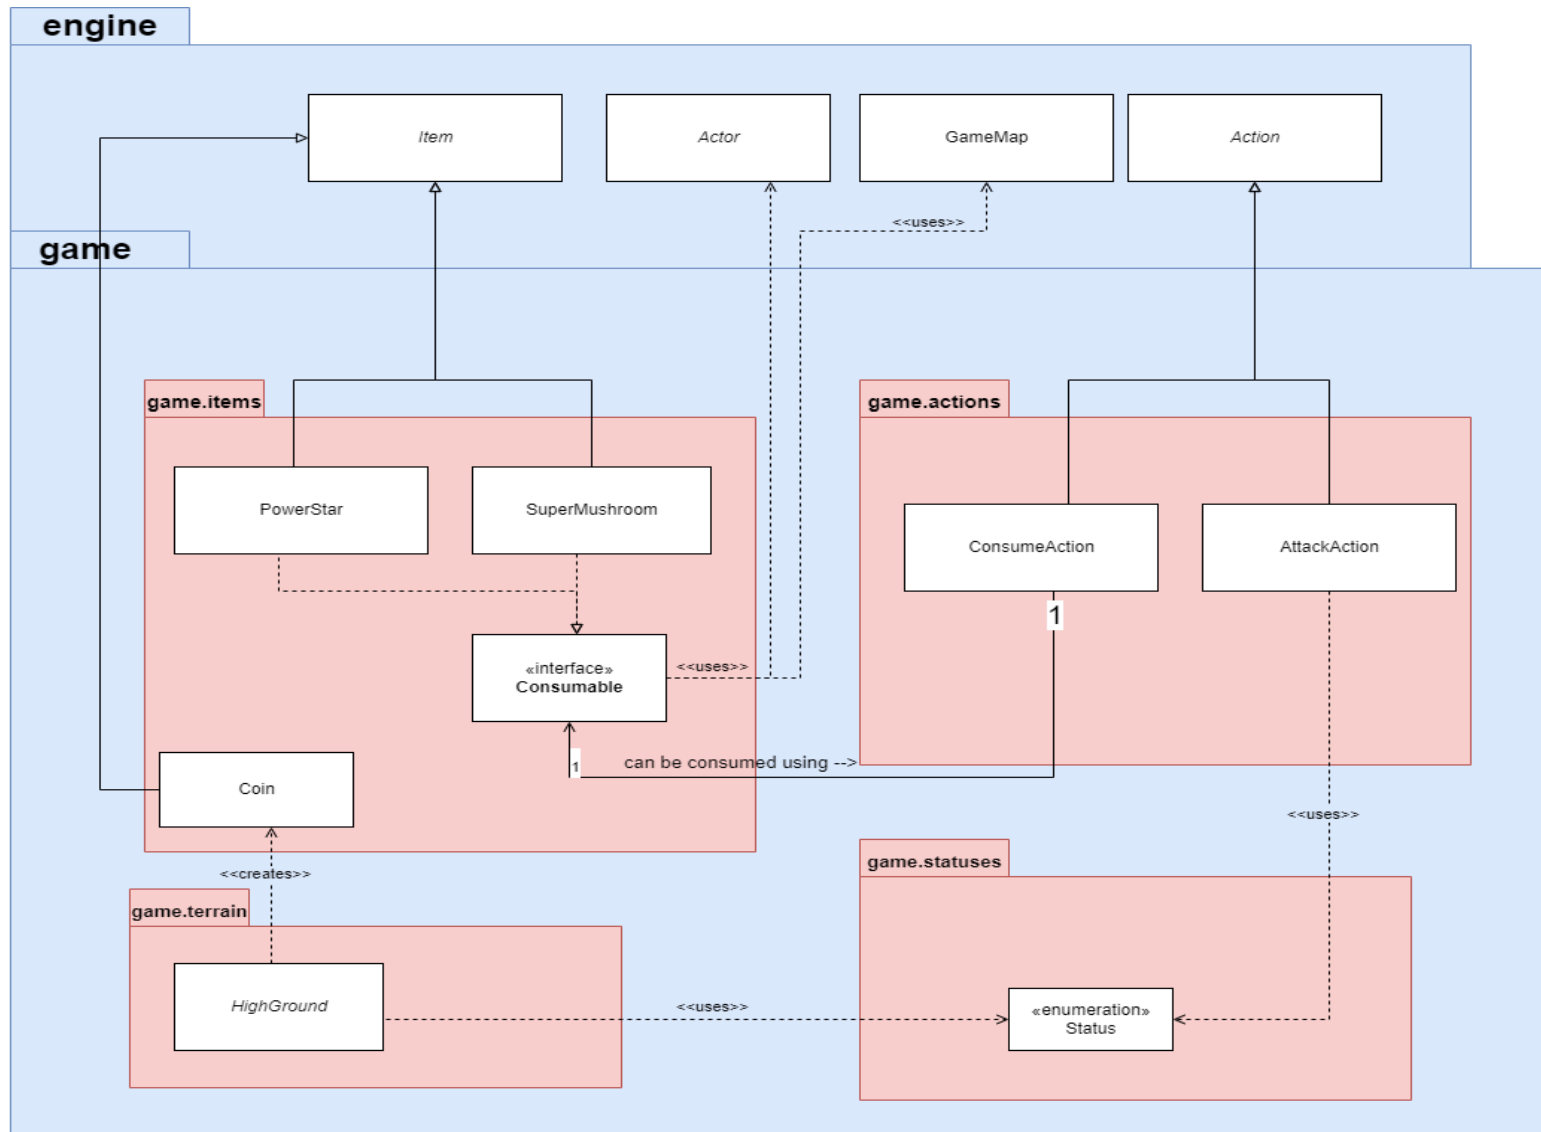 engine
Item
Actor
GameMap
Action
<<uses>>
game
game.items
game.actions
PowerStar
SuperMushroom
ConsumeAction
AttackAction
1
«interface»
Consumable
<<uses>>
1
can be consumed using -->
Coin
<<uses>>
<<creates>>
game.statuses
game.terrain
HighGround
<<uses>>
«enumeration»
Status